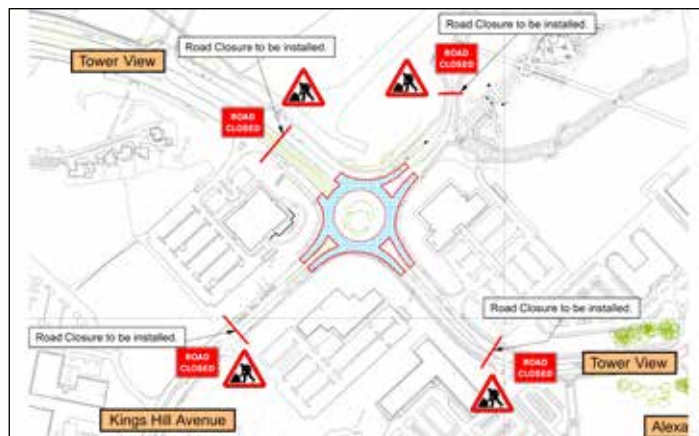 Road Closure to be installed.
Road Closure to be installed.
Tower View
ROAD
CLOSED
ROAD
CLOSED
Road Closure to be installed.
Road Closure to be installed.
ROAD
CLOSED
ROAD
CLOSED
Tower View
Kings Hill Avenue
Alexa